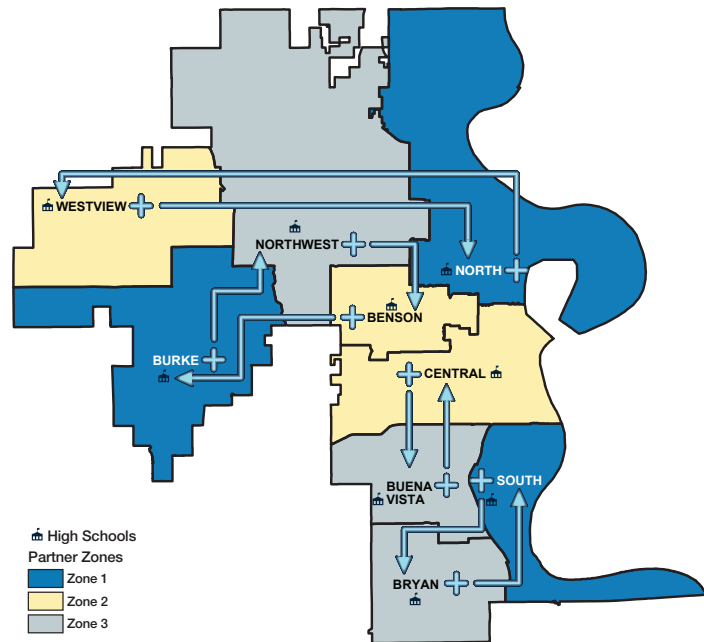 WESTVIEW
NORTHWEST
NORTH
BENSON
BURKE
CENTRAL
BUENA
VISTA
SOUTH
BRYAN
High Schools
Partner Zones
Zone 1
Zone 2
Zone 3